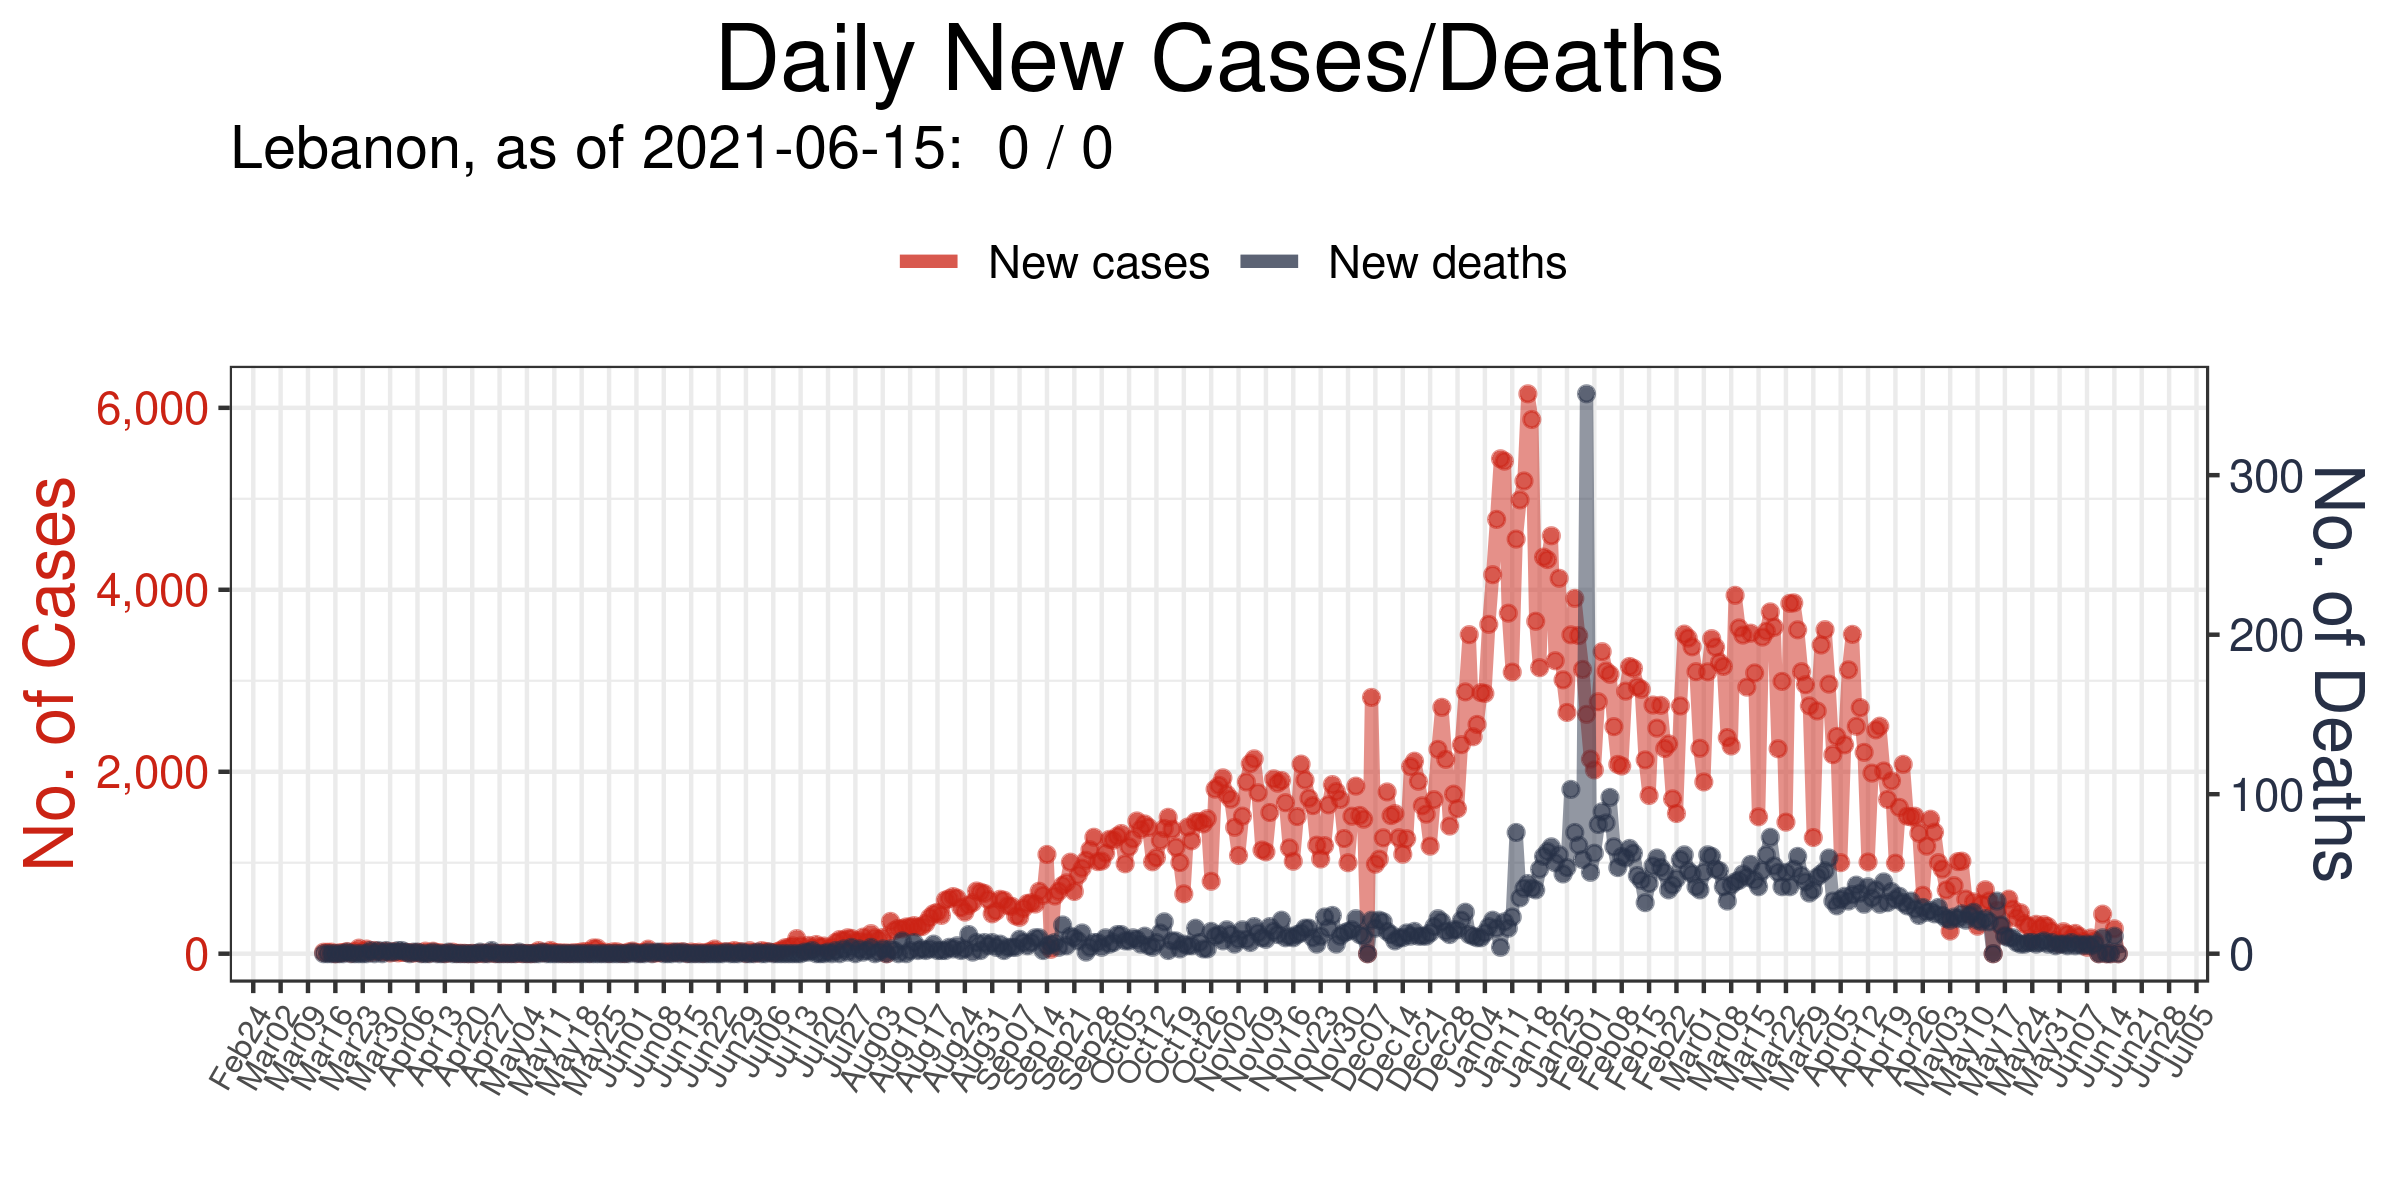 Daily New Cases/Deaths
Lebanon, as of 2021-06-15:  0 / 0
New cases New deaths
No. of Cases
6,000
4,000
2,000
0
No. of Deaths
300
200
100
0
Feb24 Mar02 Mar09 Mar16 Mar23 Mar30 Apr06 Apr13 Apr20 Apr27 May04 May11 May18 May25 Jun01 Jun08 Jun15 Jun22 Jun29 Jul06 Jul13 Jul20 Jul27 Aug03 Aug10 Aug17 Aug24 Aug31 Sep07 Sep14 Sep21 Sep28 Oct05 Oct12 Oct19 Oct26 Nov02 Nov09 Nov16 Nov23 Nov30 Dec07 Dec14 Dec21 Dec28 Jan04 Jan11 Jan18 Jan25 Feb01 Feb08 Feb15 Feb22 Mar01 Mar08 Mar15 Mar22 Mar29 Apr05 Apr12 Apr19 Apr26 May03 May10 May17 May24 May31 Jun07 Jun14 Jun21 Jun28 Jul05